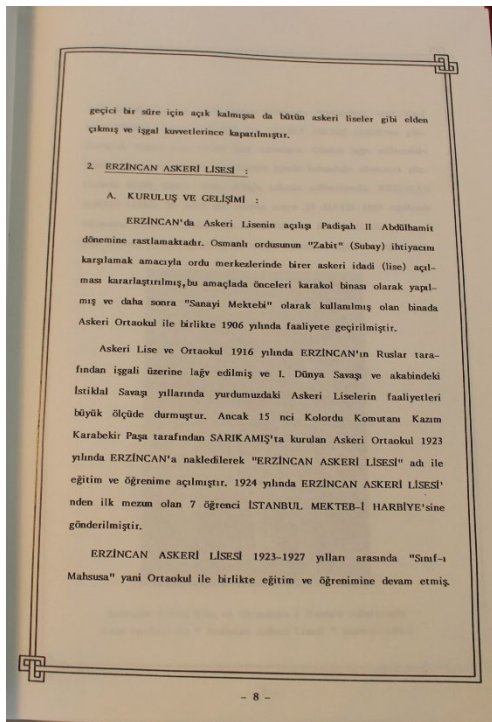 geçici bir süre için açık kalmışsa da bütün askeri liseler gibi elden
çıkmış ve işgal kuvvetlerince kapatılmıştır.
2. ERZİNCAN ASKERİ LİSESİ :
A. KURULUŞ VE GELİŞİMİ :
ERZİNCAN'da Askeri Lisenin açılışı Padişah II Abdülhamit
dönemine rastlamaktadır. Osmanlı ordusunun "Zabit" (Subay) ihtiyacını
karşılamak amacıyla ordu merkezlerinde birer askeri idadi (lise) açıl-
ması kararlaştırılmış,bu amaçlada önceleri karakol binası olarak yapıl-
mış ve daha sonra "Sanayi Mektebi" olarak kullanılmış olan binada
Askeri Ortaokul ile birlikte 1906 yılında faaliyete geçirilmiştir.
Askeri Lise ve Ortaokul 1916 yılında ERZİNCAN'ın Ruslar tara-
fından işgali üzerine lağv edilmiş ve I. Dünya Savaşı ve akabindeki
İstiklal Savaşı yıllarında yurdumuzdaki Askeri Liselerin faaliyetleri
büyük ölçüde durmuştur. Ancak 15 nci Kolordu Komutanı Kazım
Karabekir Paşa tarafından SARIKAMIŞ'ta kurulan Askeri Ortaokul 1923
yılında ERZİNCAN'a nakledilerek "ERZİNCAN ASKERİ LİSESİ" adı ile
eğitim ve öğrenime açılmıştır. 1924 yılında ERZİNCAN ASKERİ LİSESİ'
nden ilk mezun olan 7 öğrenci İSTANBUL MEKTEB-İ HARBİYE'sine
gönderilmiştir.
ERZİNCAN ASKERİ LİSESİ 1923-1927 yılları arasında "Sınıf-ı
Mahsusa" yani Ortaokul ile birlikte eğitim ve öğrenimine devam etmiş.
- 8 -